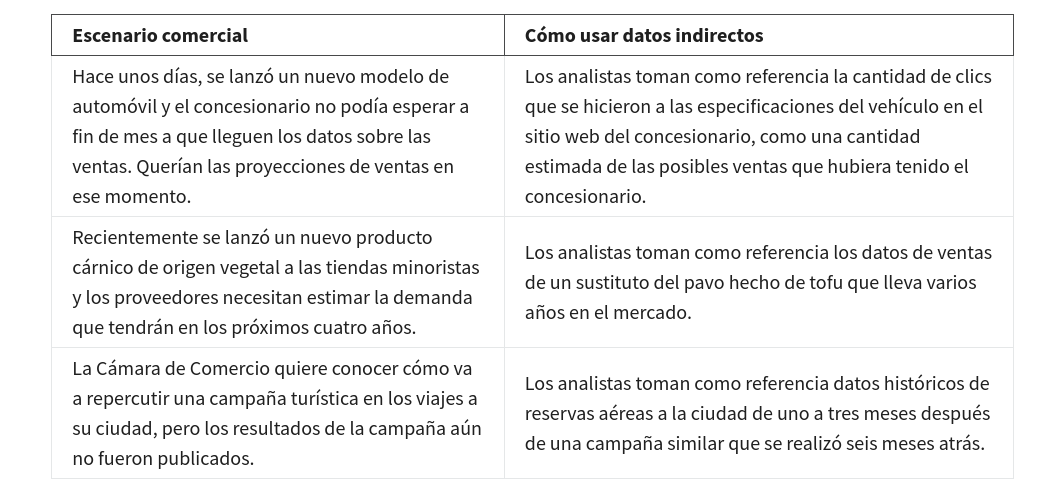 Escenario comercial
Cómo usar datos indirectos
Hace unos días, se lanzó un nuevo modelo de
automóvil y el concesionario no podía esperar a
fin de mes a que lleguen los datos sobre las
ventas. Querían las proyecciones de ventas en
ese momento.
Los analistas toman como referencia la cantidad de clics
que se hicieron a las especificaciones del vehículo en el
sitio web del concesionario, como una cantidad
estimada de las posibles ventas que hubiera tenido el
concesionario.
Recientemente se lanzó un nuevo producto
cárnico de origen vegetal a las tiendas minoristas
y los proveedores necesitan estimar la demanda
que tendrán en los próximos cuatro años.
Los analistas toman como referencia los datos de ventas
de un sustituto del pavo hecho de tofu que lleva varios
años en el mercado.
La Cámara de Comercio quiere conocer cómo va
a repercutir una campaña turística en los viajes a
su ciudad, pero los resultados de la campaña aún
no fueron publicados.
Los analistas toman como referencia datos históricos de
reservas aéreas a la ciudad de uno a tres meses después
de una campaña similar que se realizó seis meses atrás.